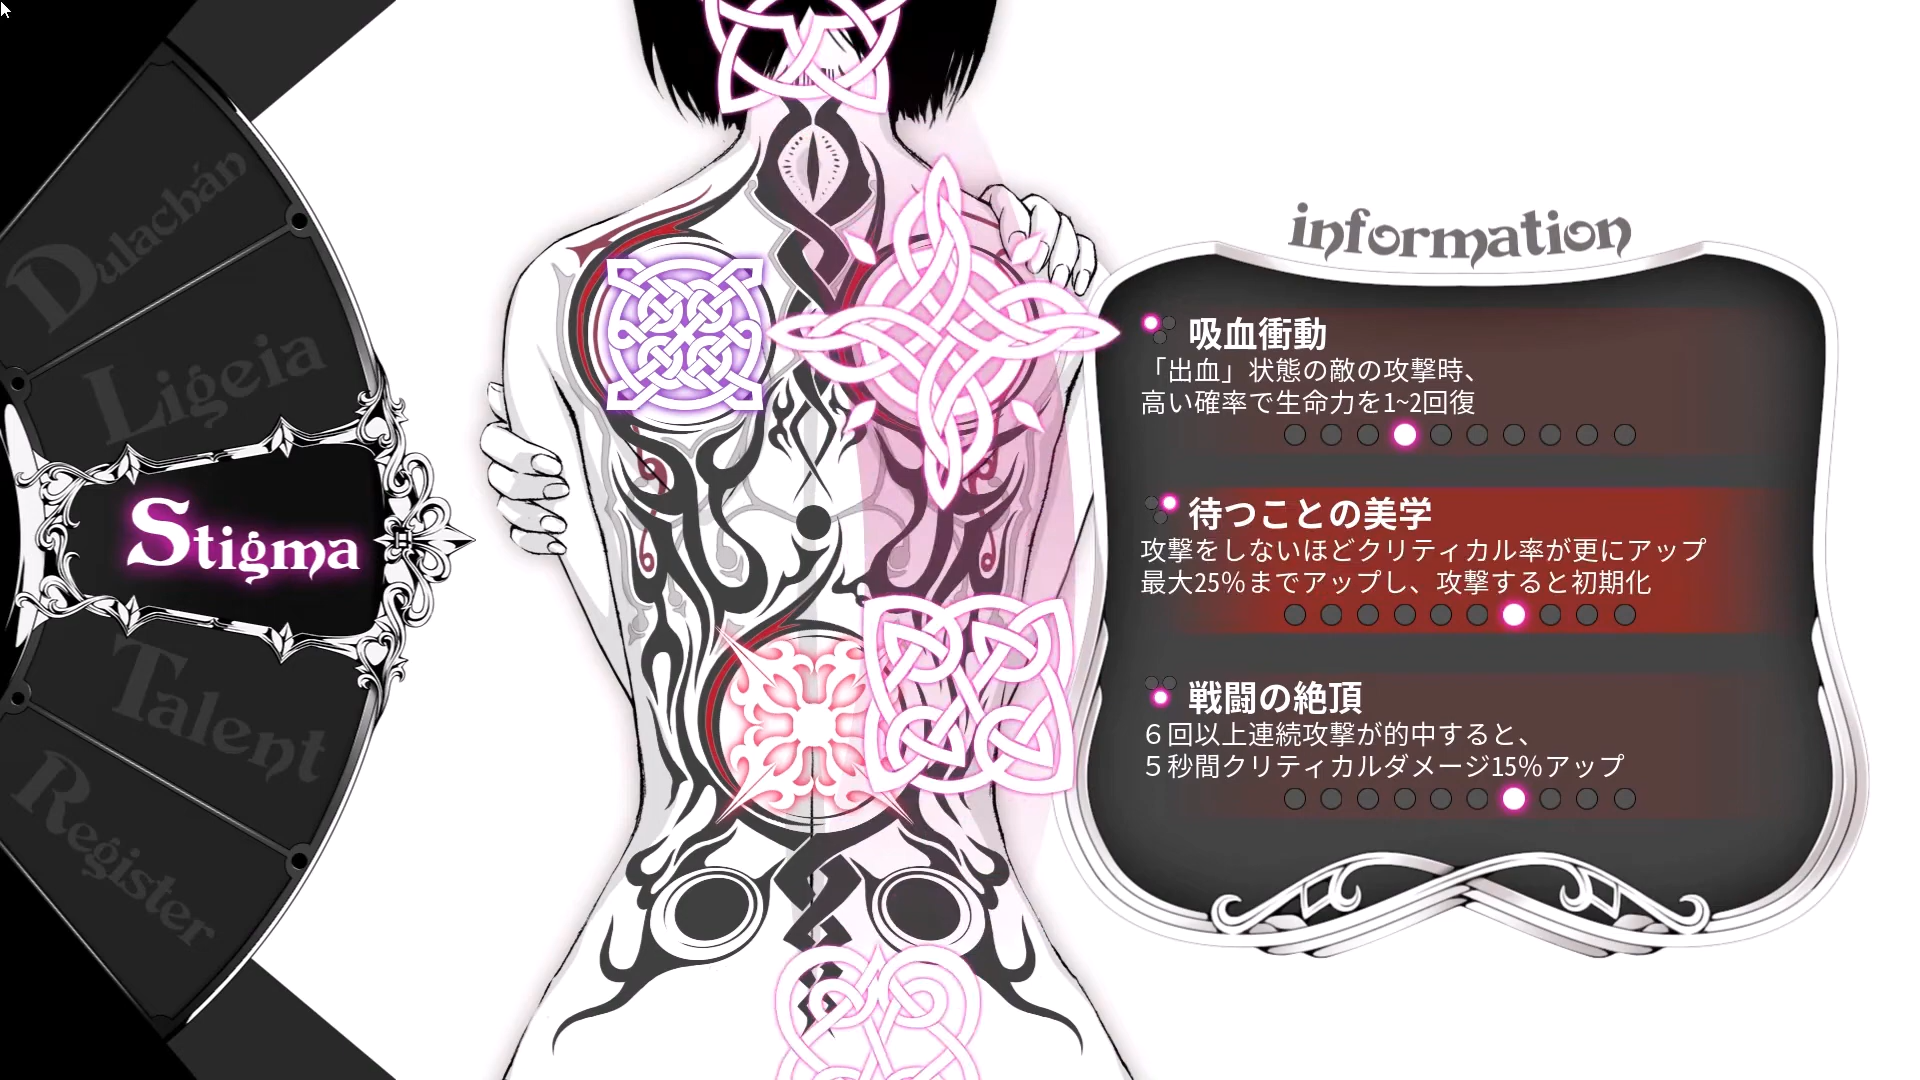 Dulachán
Ligeia
Stigma
Talent
Register
information
吸血衝動
「出血」状態の敵の攻撃時、
高い確率で生命力を1~2回復
待つことの美学
攻撃をしないほどクリティカル率が更にアップ
最大25%までアップし、攻撃すると初期化
戦闘の絶頂
６回以上連続攻撃が的中すると、
５秒間クリティカルダメージ15%アップ